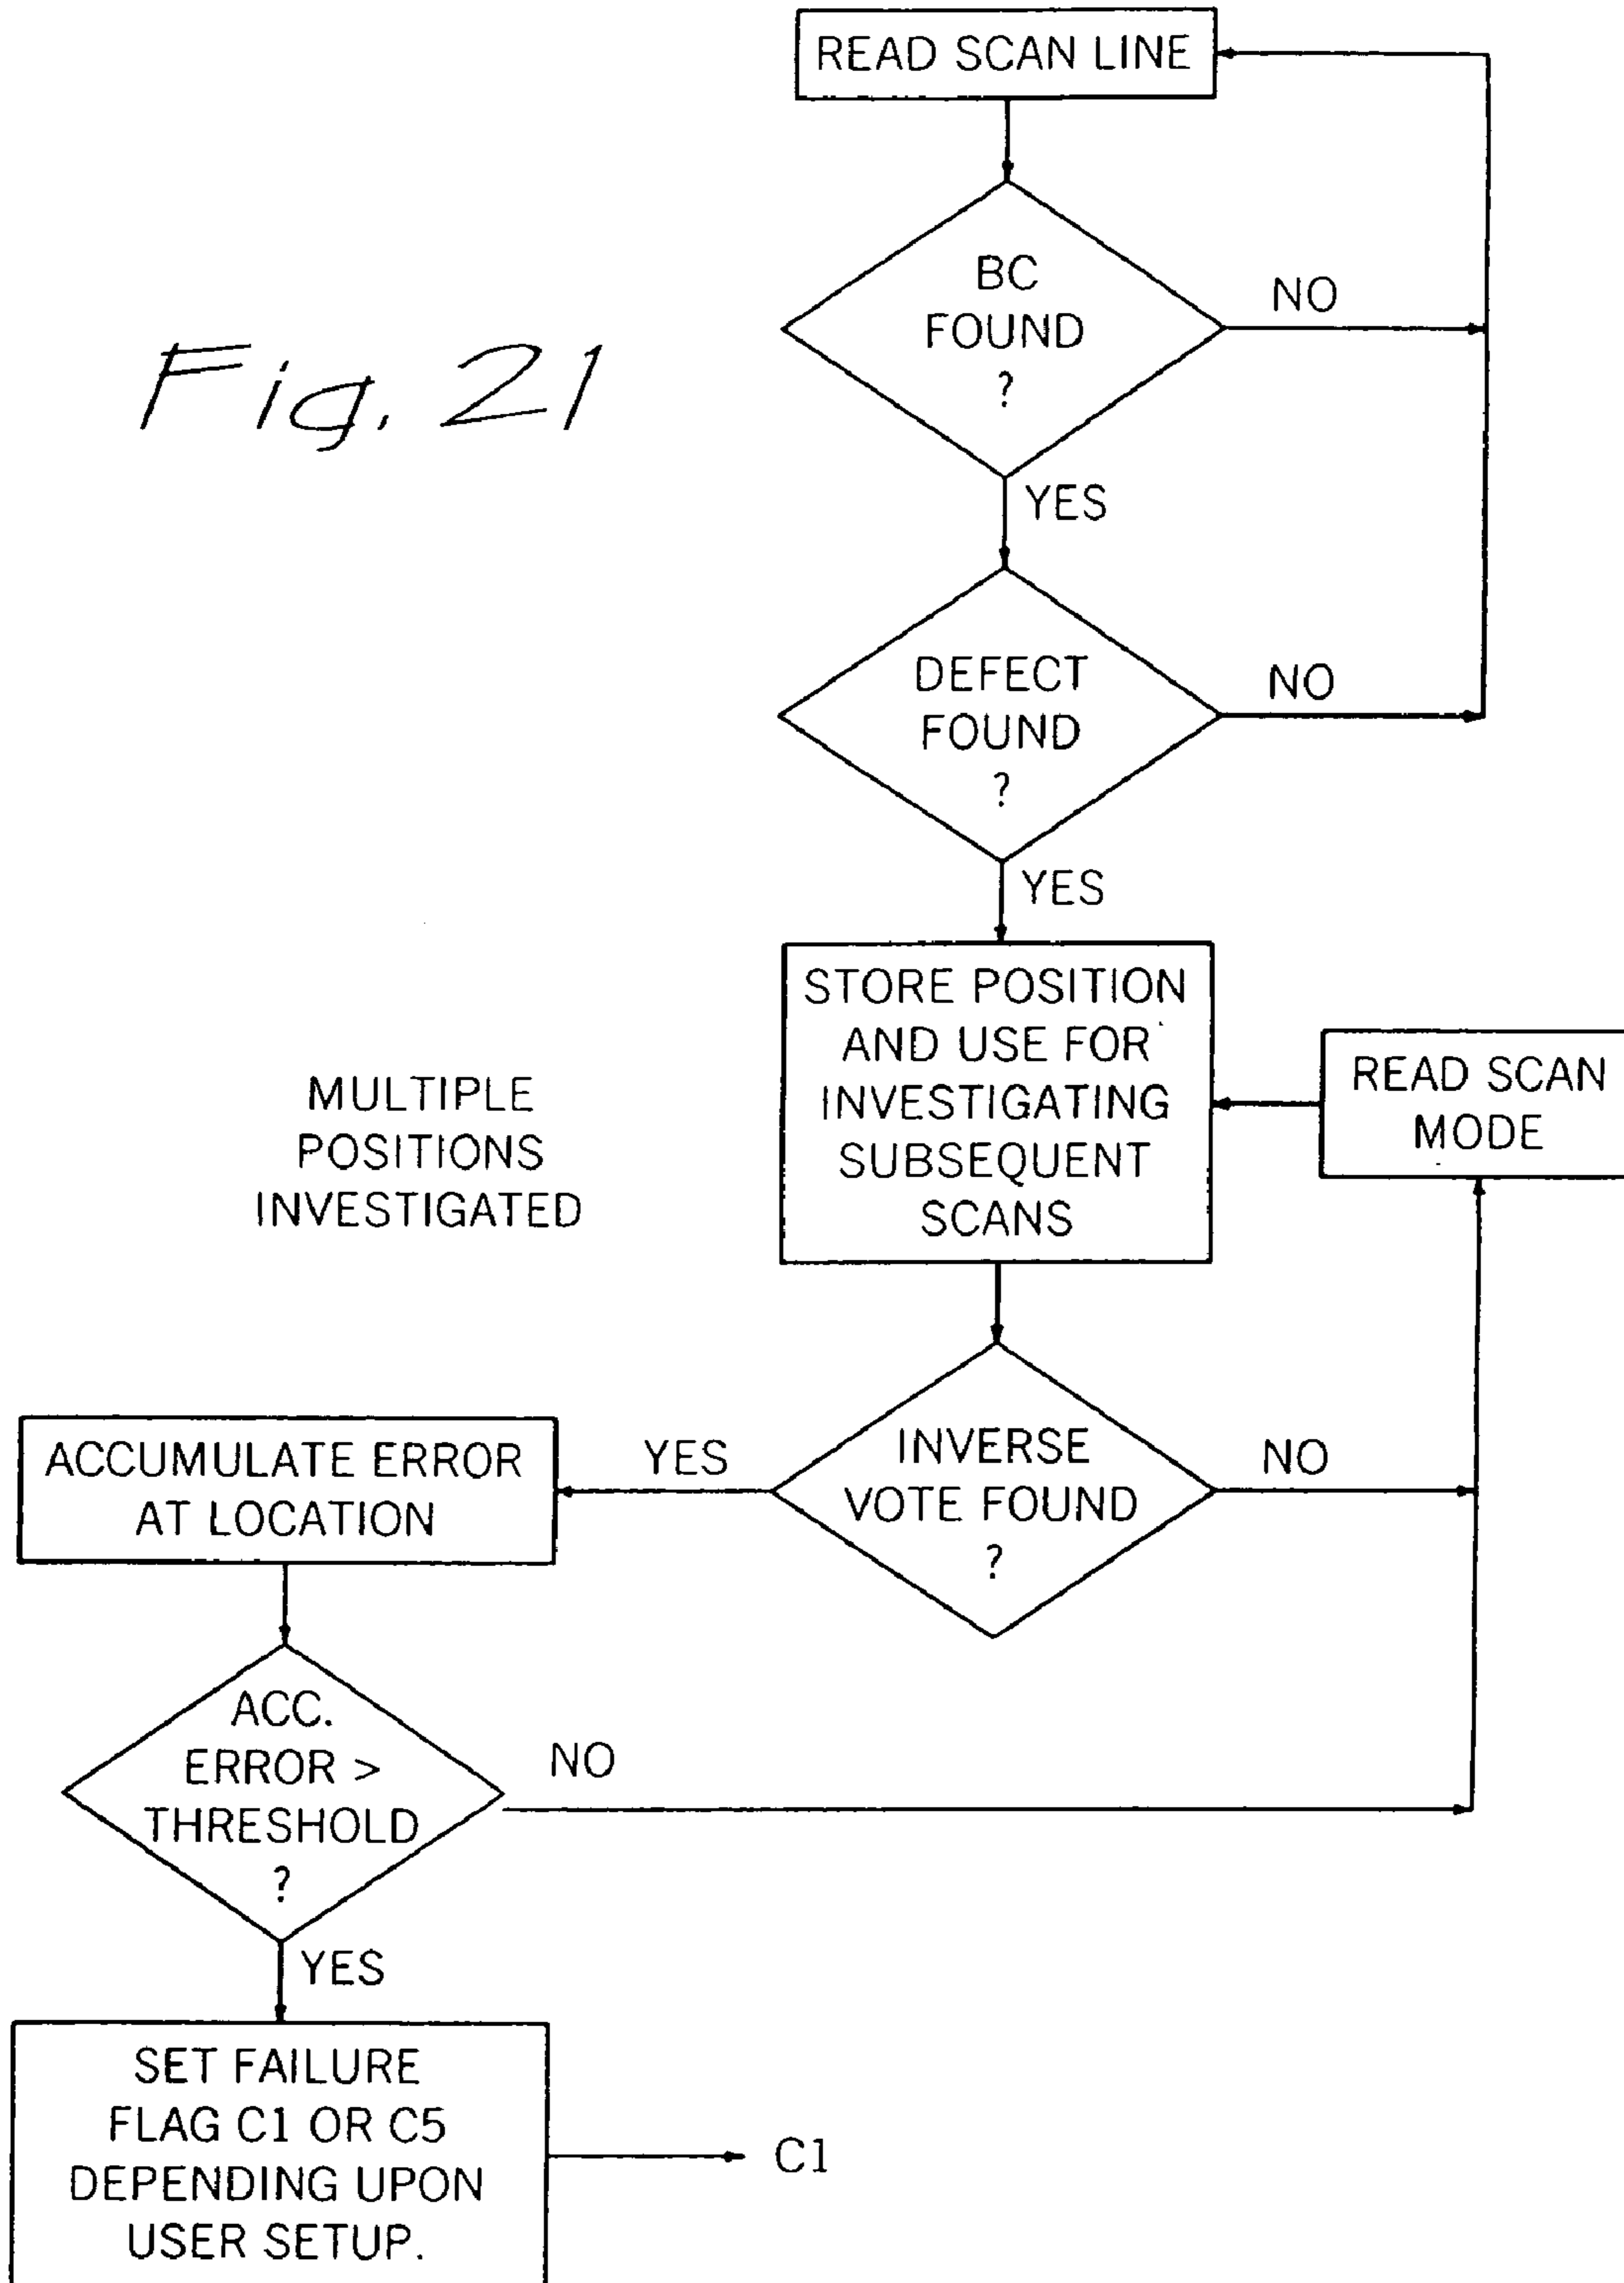 READ SCAN LINE
Fig. 21
BC
FOUND
?
NO
YES
DEFECT
FOUND
?
NO
YES
STORE POSITION
AND USE FOR
INVESTIGATING
SUBSEQUENT
SCANS
READ SCAN
MODE
MULTIPLE
POSITIONS
INVESTIGATED
INVERSE
VOTE FOUND
?
NO
YES
ACCUMULATE ERROR
AT LOCATION
ACC.
ERROR >
THRESHOLD
?
NO
YES
SET FAILURE
FLAG C1 OR C5
DEPENDING UPON
USER SETUP.
C1